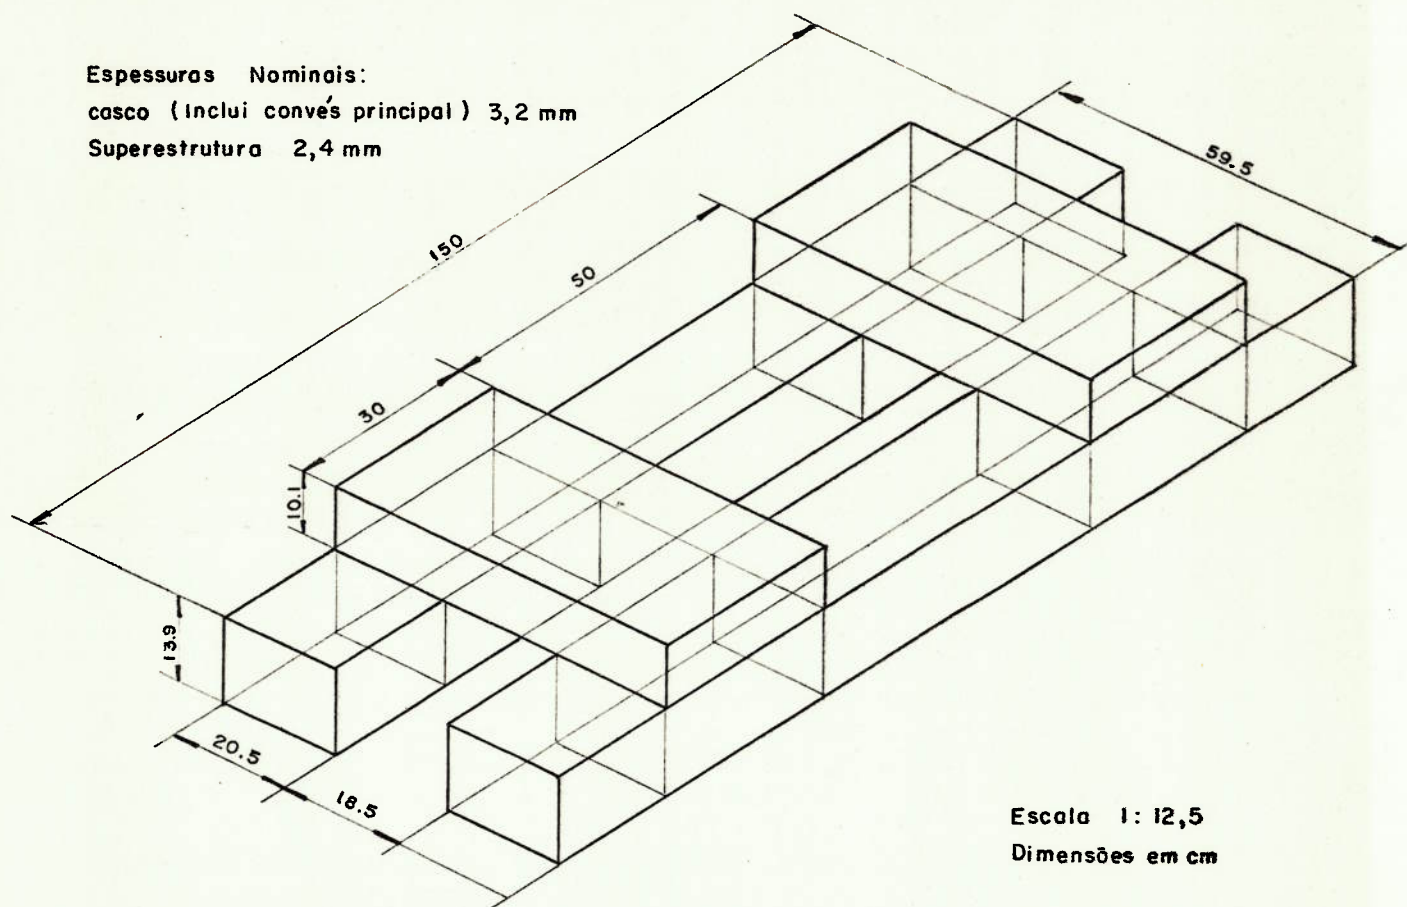 Espessuras Nominais:
casco (Inclui convés principal) 3,2 mm
Superestrutura 2,4 mm
59.5
150
50
30
10.1
13.9
20.5
18.5
Escala 1: 12,5
Dimensões em cm